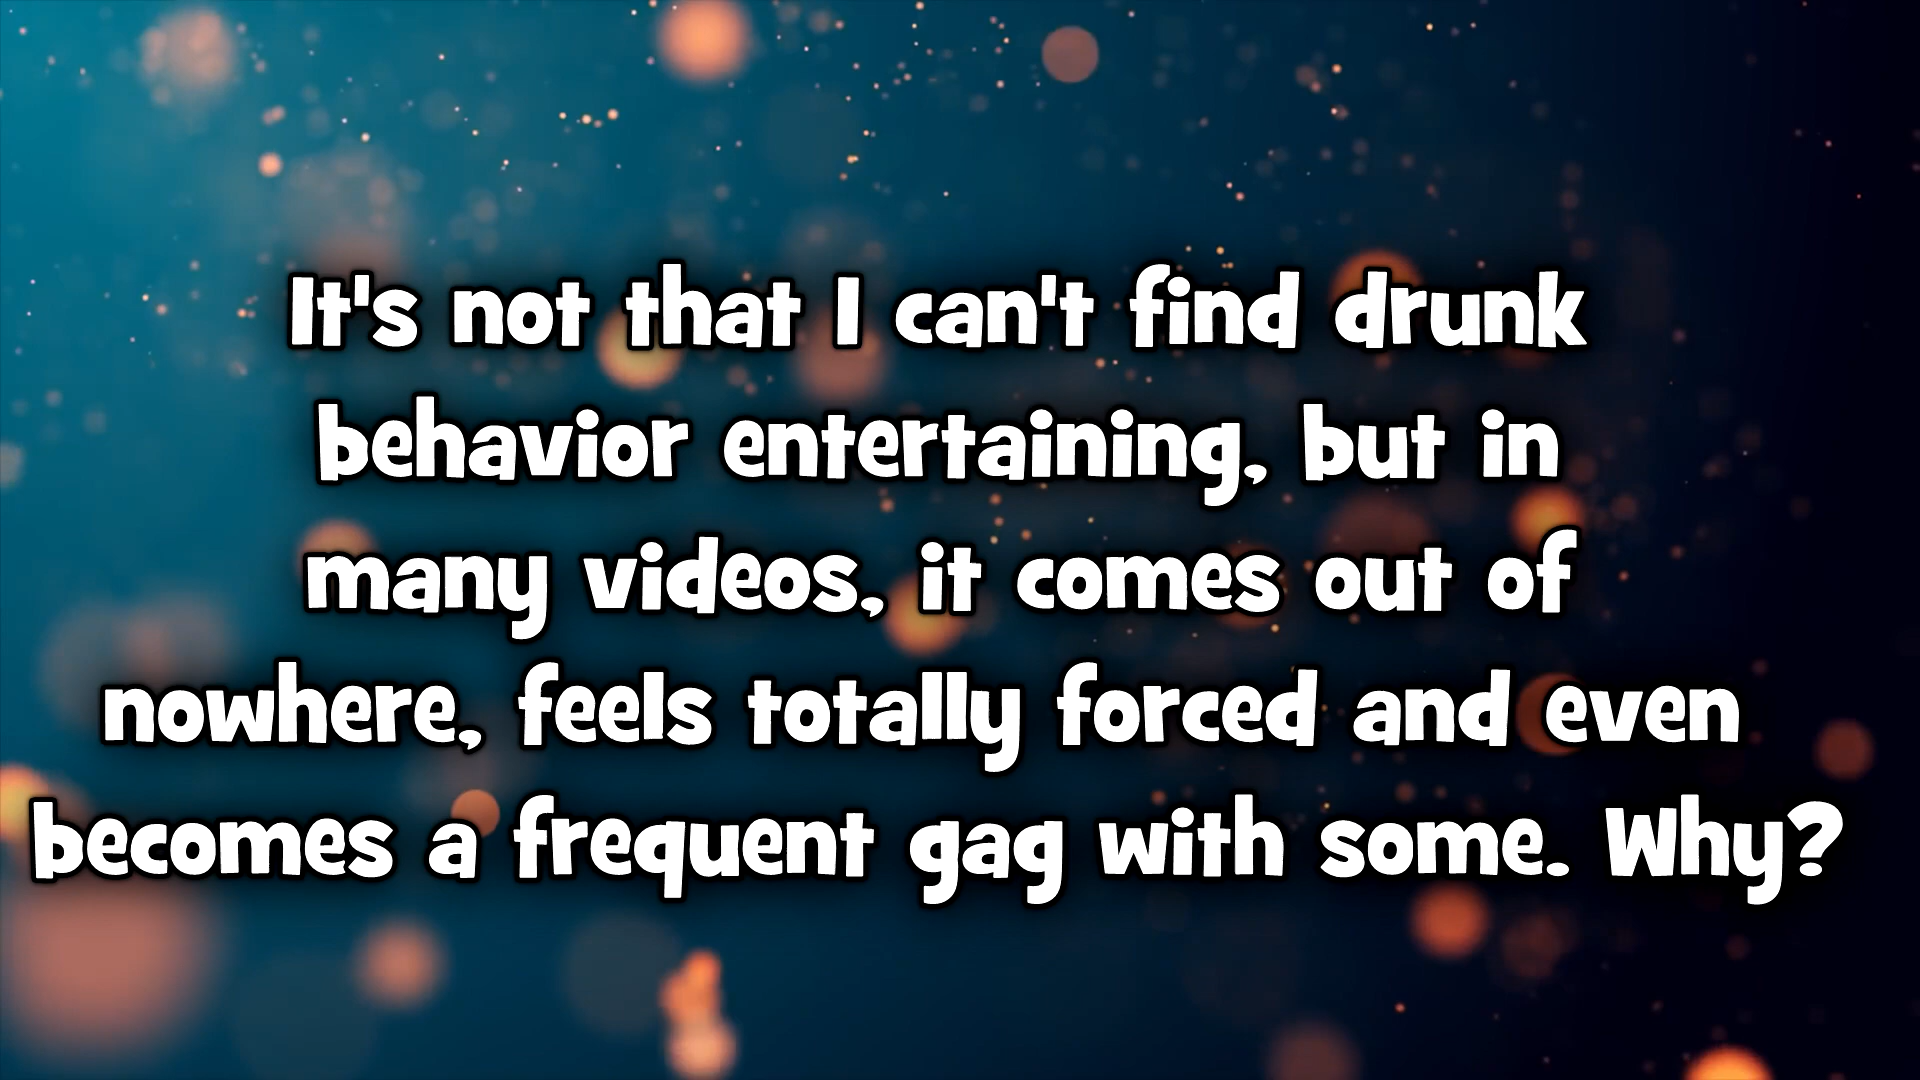 It's not that I can't find drunk
behavior entertaining, but in
many videos, it comes out of
nowhere, feels totally forced and even
becomes a frequent gag with some. Why?